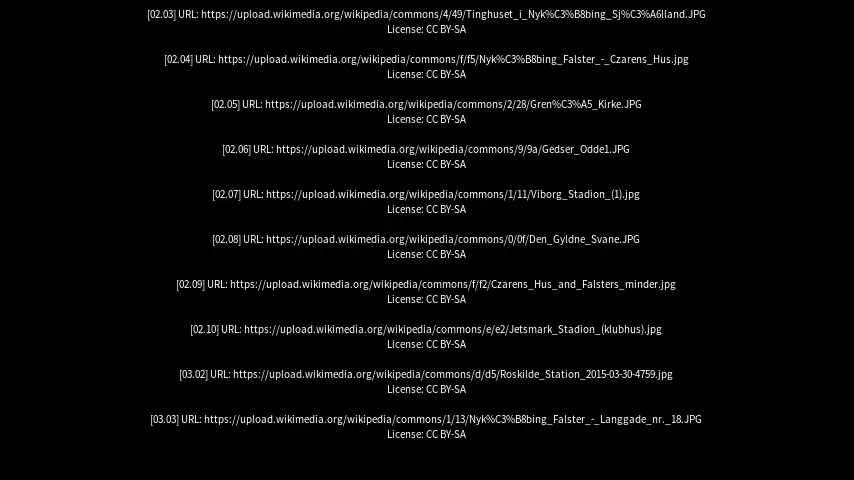 [02.03] URL: https://upload.wikimedia.org/wikipedia/commons/4/49/Tinghuset_i_Nyk%C3%B8bing_Sj%C3%A6lland.JPG
License: CC BY-SA
[02.04] URL: https://upload.wikimedia.org/wikipedia/commons/f/f5/Nyk%C3%B8bing_Falster_-_Czarens_Hus.jpg
License: CC BY-SA
[02.05] URL: https://upload.wikimedia.org/wikipedia/commons/2/28/Gren%C3%A5_Kirke.JPG
License: CC BY-SA
[02.06] URL: https://upload.wikimedia.org/wikipedia/commons/9/9a/Gedser_Odde1.JPG
License: CC BY-SA
[02.07] URL: https://upload.wikimedia.org/wikipedia/commons/1/11/Viborg_Stadion_(1).jpg
License: CC BY-SA
[02.08] URL: https://upload.wikimedia.org/wikipedia/commons/0/0f/Den_Gyldne_Svane.JPG
License: CC BY-SA
[02.09] URL: https://upload.wikimedia.org/wikipedia/commons/f/f2/Czarens_Hus_and_Falsters_minder.jpg
License: CC BY-SA
[02.10] URL: https://upload.wikimedia.org/wikipedia/commons/e/e2/Jetsmark_Stadion_(klubhus).jpg
License: CC BY-SA
[03.02] URL: https://upload.wikimedia.org/wikipedia/commons/d/d5/Roskilde_Station_2015-03-30-4759.jpg
License: CC BY-SA
[03.03] URL: https://upload.wikimedia.org/wikipedia/commons/1/13/Nyk%C3%B8bing_Falster_-_Langgade_nr._18.JPG
License: CC BY-SA